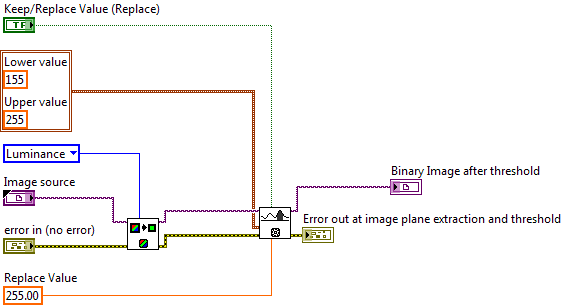 Keep/Replace Value (Replace)
TF
Lower value
155
Upper value
255
Luminance
Image source
Binary Image after threshold
Error out at image plane extraction and threshold
error in (no error)
Replace Value
255.00